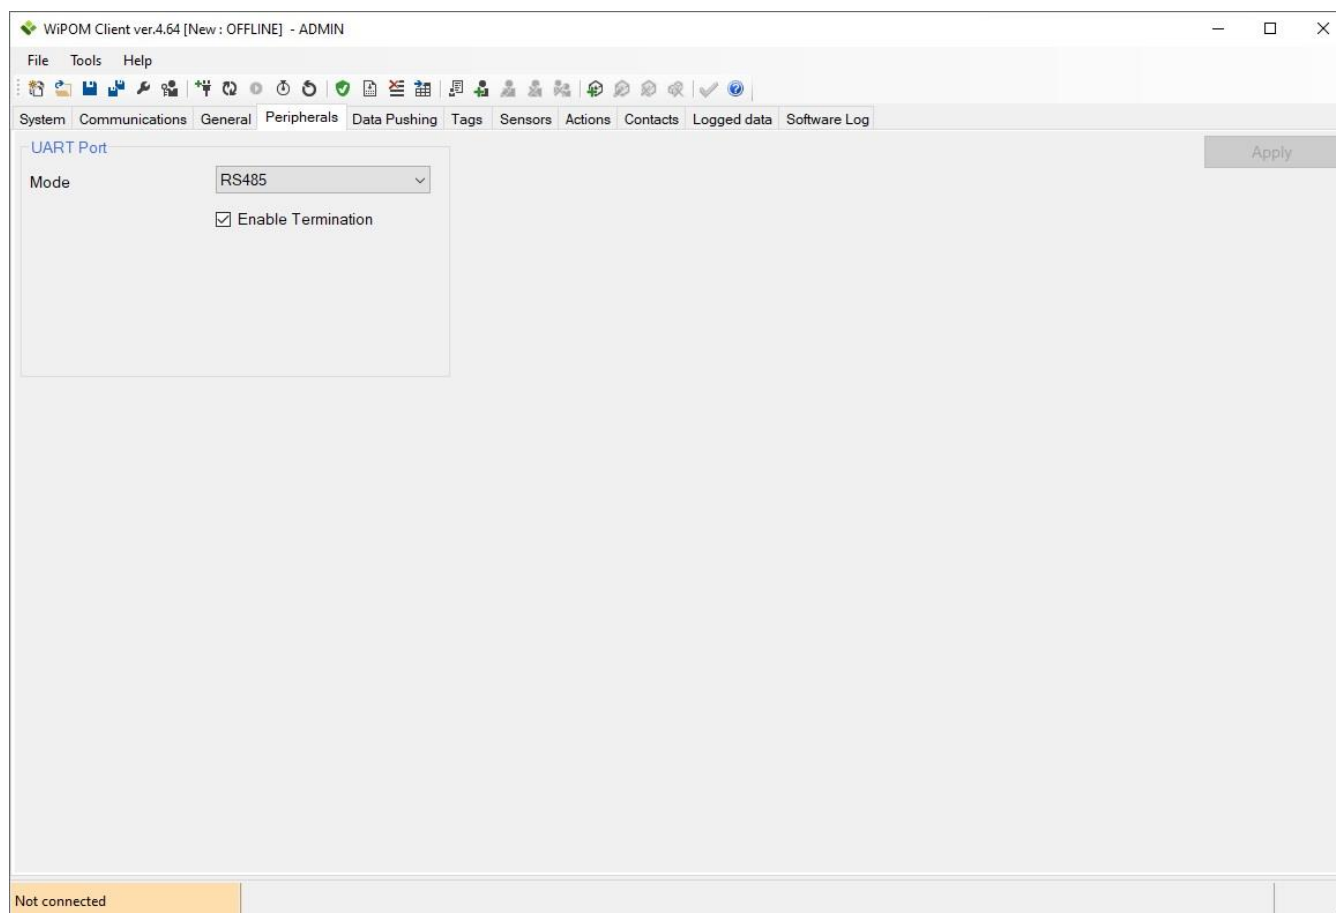 WiPOM Client ver.4.64 [New : OFFLINE] - ADMIN
File Tools Help
System Communications General Peripherals Data Pushing Tags Sensors Actions Contacts Logged data Software Log
UART Port
Apply
Mode RS485
Enable Termination
Not connected